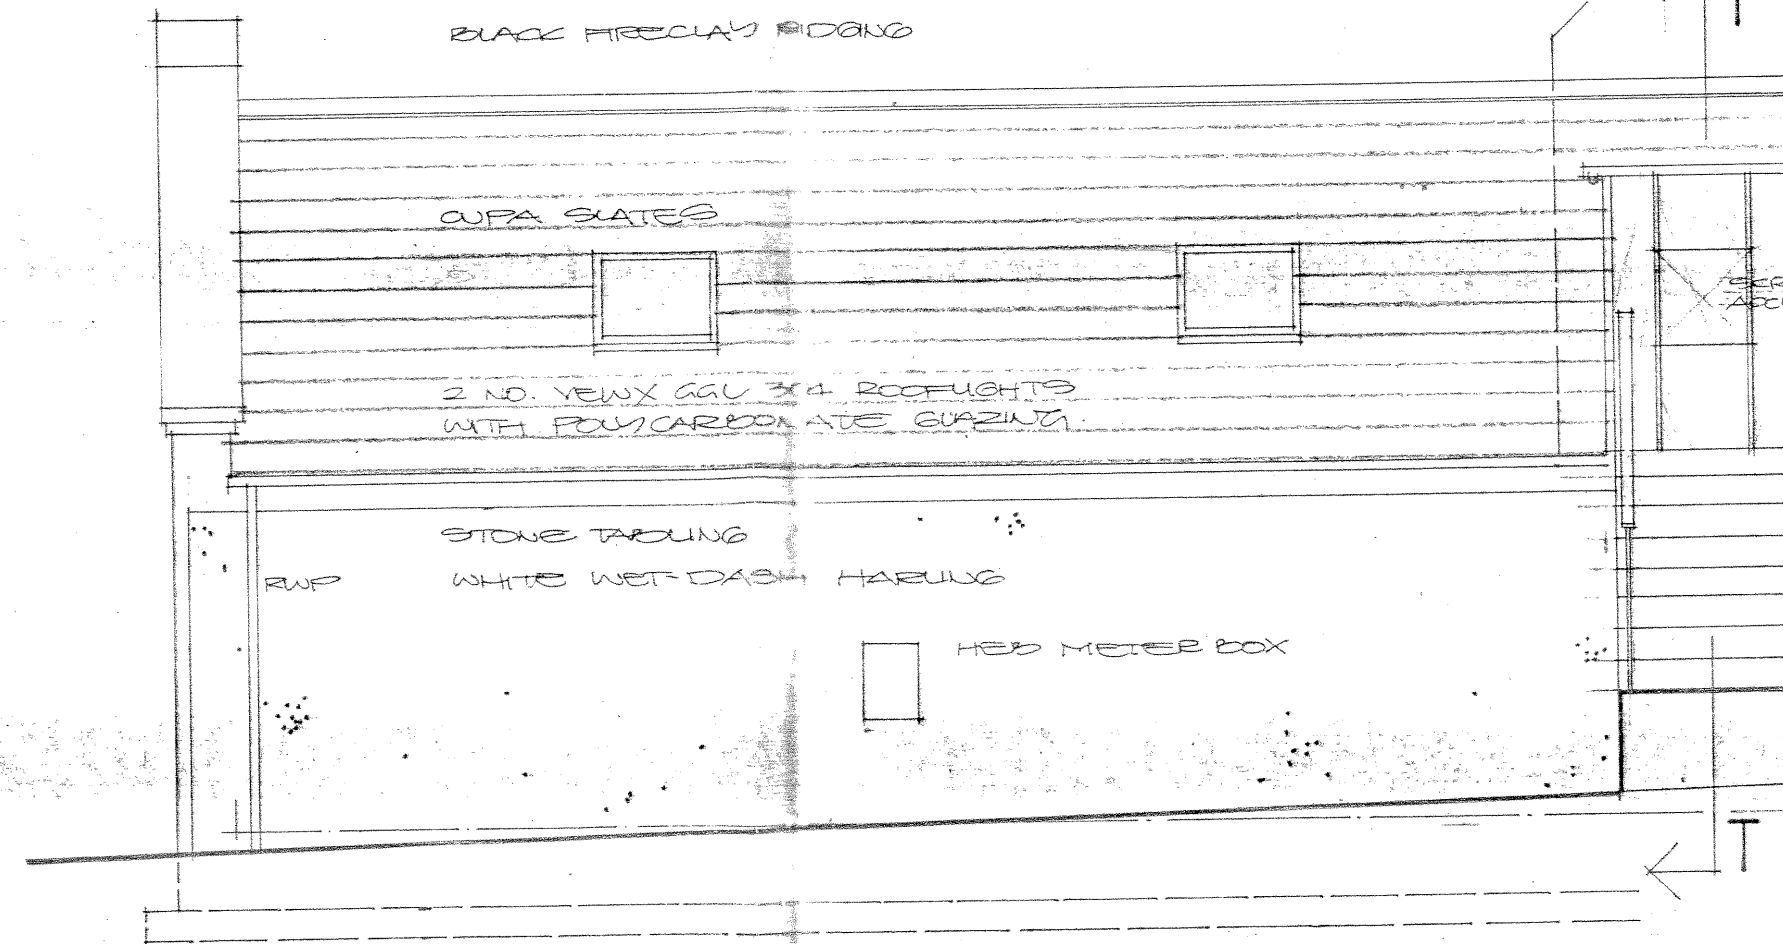 BLACK FIRECLAY RIDGING
CUPA SLATES
2 NO. VELUX GGL 3X4 ROOFLIGHTS
WITH POLYCARBONATE GLAZING.
STONE TABLING
RWP
WHITE WET-DASH HARLING
HEB METER BOX